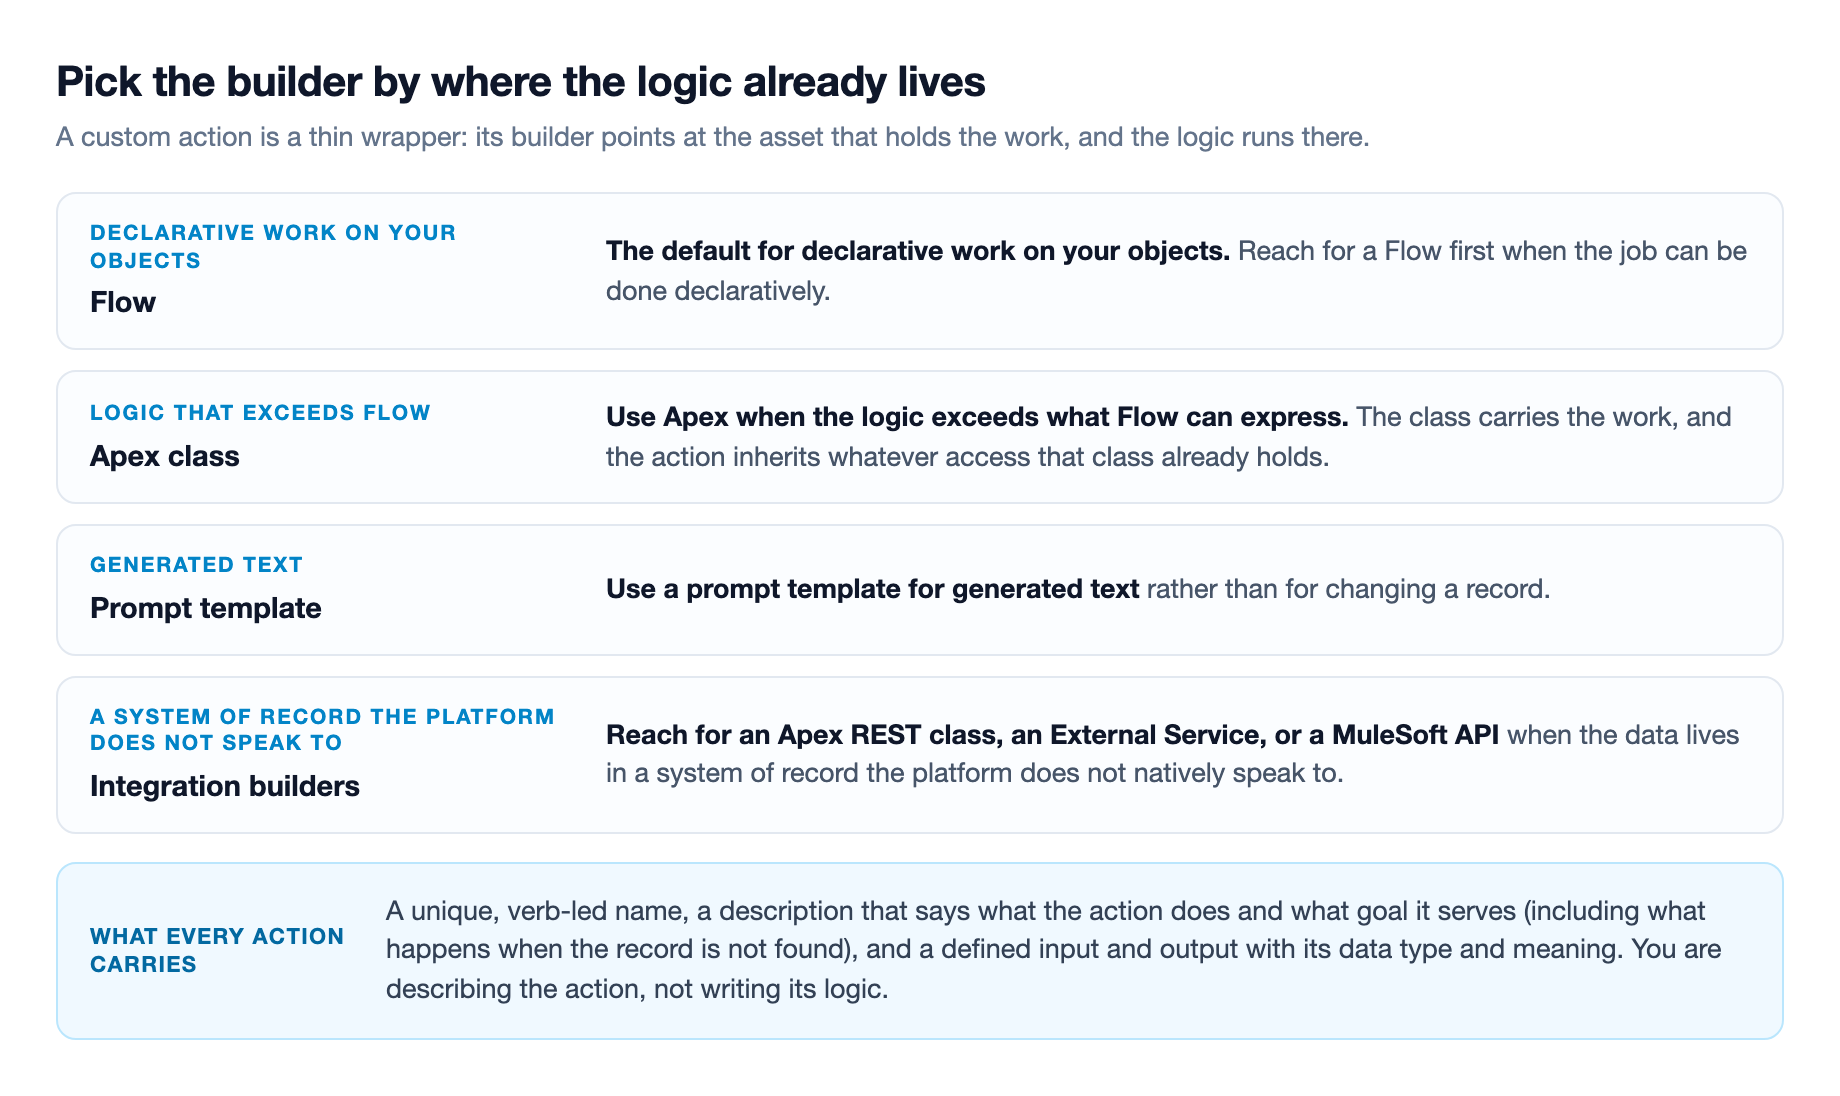 Pick the builder by where the logic already lives
A custom action is a thin wrapper: its builder points at the asset that holds the work, and the logic runs there.
DECLARATIVE WORK ON YOUR
OBJECTS
Flow
The default for declarative work on your objects. Reach for a Flow first when the job can be
done declaratively.
LOGIC THAT EXCEEDS FLOW
Apex class
Use Apex when the logic exceeds what Flow can express. The class carries the work, and
the action inherits whatever access that class already holds.
GENERATED TEXT
Prompt template
Use a prompt template for generated text rather than for changing a record.
A SYSTEM OF RECORD THE PLATFORM
DOES NOT SPEAK TO
Integration builders
Reach for an Apex REST class, an External Service, or a MuleSoft API when the data lives
in a system of record the platform does not natively speak to.
WHAT EVERY ACTION
CARRIES
A unique, verb-led name, a description that says what the action does and what goal it serves (including what
happens when the record is not found), and a defined input and output with its data type and meaning. You are
describing the action, not writing its logic.